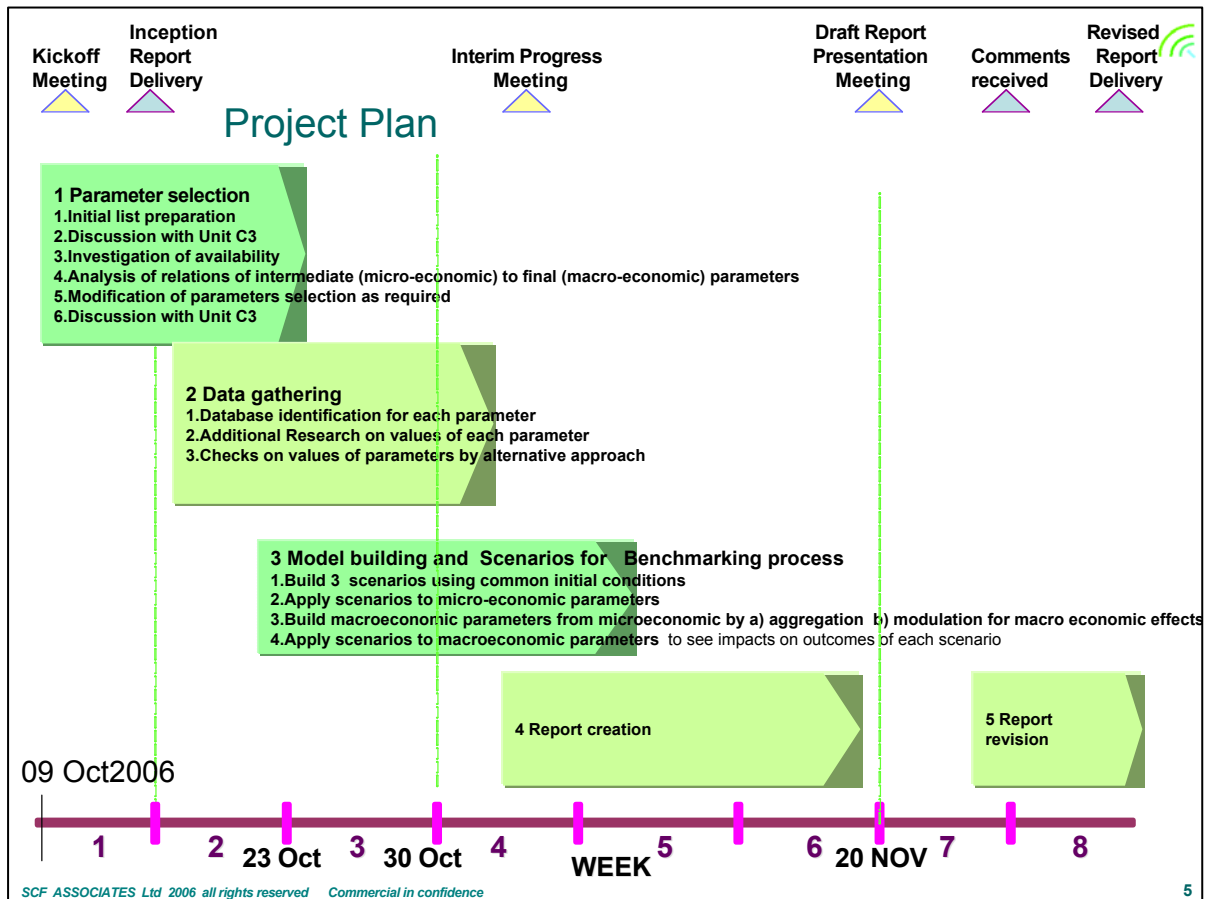 Kickoff
Meeting
Inception
Report
Delivery
Interim Progress
Meeting
Draft Report
Presentation
Meeting
Comments
received
Revised
Report
Delivery
Project Plan
1 Parameter selection
1.Initial list preparation
2.Discussion with Unit C3
3.Investigation of availability
4.Analysis of relations of intermediate (micro-economic) to final (macro-economic) parameters
5.Modification of parameters selection as required
6.Discussion with Unit C3
2 Data gathering
1.Database identification for each parameter
2.Additional Research on values of each parameter
3.Checks on values of parameters by alternative approach
3 Model building and Scenarios for Benchmarking process
1.Build 3 scenarios using common initial conditions
2.Apply scenarios to micro-economic parameters
3.Build macroeconomic parameters from microeconomic by a) aggregation b) modulation for macro economic effects
4.Apply scenarios to macroeconomic parameters to see impacts on outcomes of each scenario
4 Report creation
5 Report
revision
09 Oct2006
1 2 3 4 5 6 7 8
23 Oct 30 Oct WEEK 20 NOV
SCF ASSOCIATES Ltd 2006 all rights reserved Commercial in confidence
5